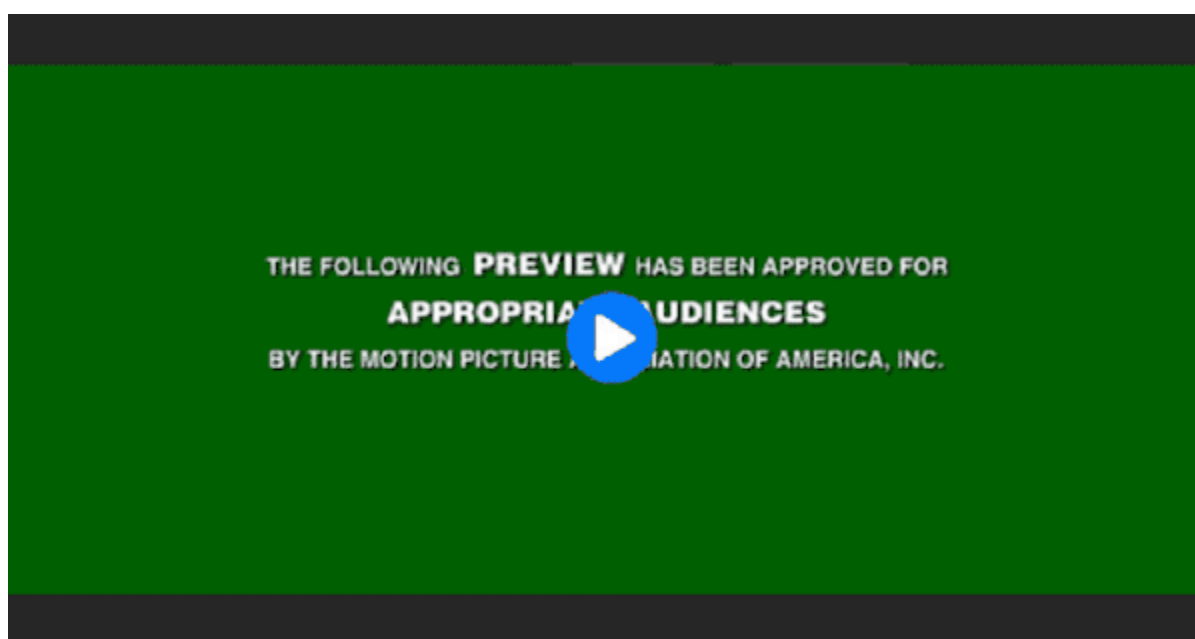 THE FOLLOWING PREVIEW HAS BEEN APPROVED FOR
BY THE MOTION PICTURE OF AMERICA, INC.